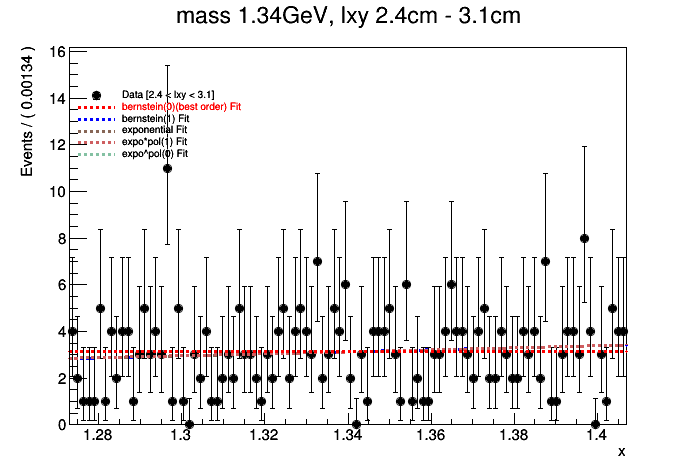 mass 1.34GeV, lxy 2.4cm - 3.1cm
Events / ( 0.00134 )
16
14
12
10
8
6
4
2
0
Data [2.4 < lxy < 3.1]
bernstein(0)(best order) Fit
bernstein(1) Fit
exponential Fit
expo*pol(1) Fit
expo^pol(0) Fit
1.28 1.3 1.32 1.34 1.36 1.38 1.4
x